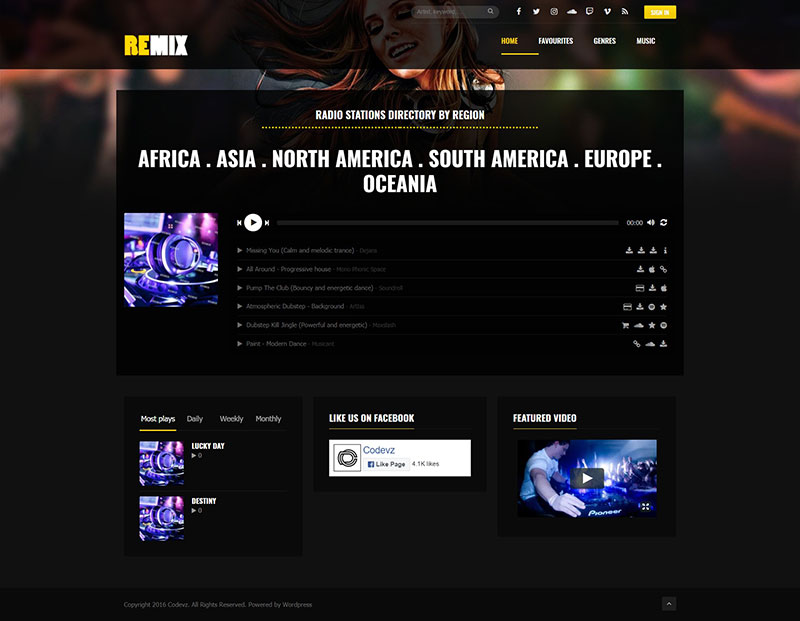 Artist, keyword,...
SIGN IN
REMIX
HOME FAVOURITES GENRES MUSIC
RADIO STATIONS DIRECTORY BY REGION
AFRICA . ASIA . NORTH AMERICA . SOUTH AMERICA . EUROPE .
OCEANIA
00:00
Missing You (Calm and melodic trance) -
All Around - Progressive house - Mono Phonic Space
Pump The Club (Bouncy and energetic dance) - Soundroll
Atmospheric Dubstep - Background -
Dubstep Kill Jingle (Powerful and energetic) -
Paint - Modern Dance - Musicard
Most plays Daily Weekly Monthly
LUCKY DAY
0
DESTINY
0
LIKE US ON FACEBOOK
Codevz
Like Page 4.1K likes
FEATURED VIDEO
Pioneer
Copyright 2016 Codevz. All Rights Reserved. Powered by Wordpress